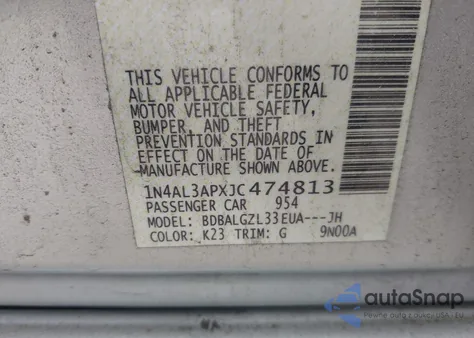 THIS VEHICLE CONFORMS TO
ALL APPLICABLE FEDERAL
MOTOR VEHICLE SAFETY,
BUMPER, AND THEFT
PREVENTION STANDARDS IN
EFFECT ON THE DATE OF
MANUFACTURE SHOWN ABOVE.
1N4AL3APXJC474813
PASSENGER CAR 954
MODEL: BDBALGZL33EUA---JH
COLOR: K23 TRIM: G 9N00A
autoSnap